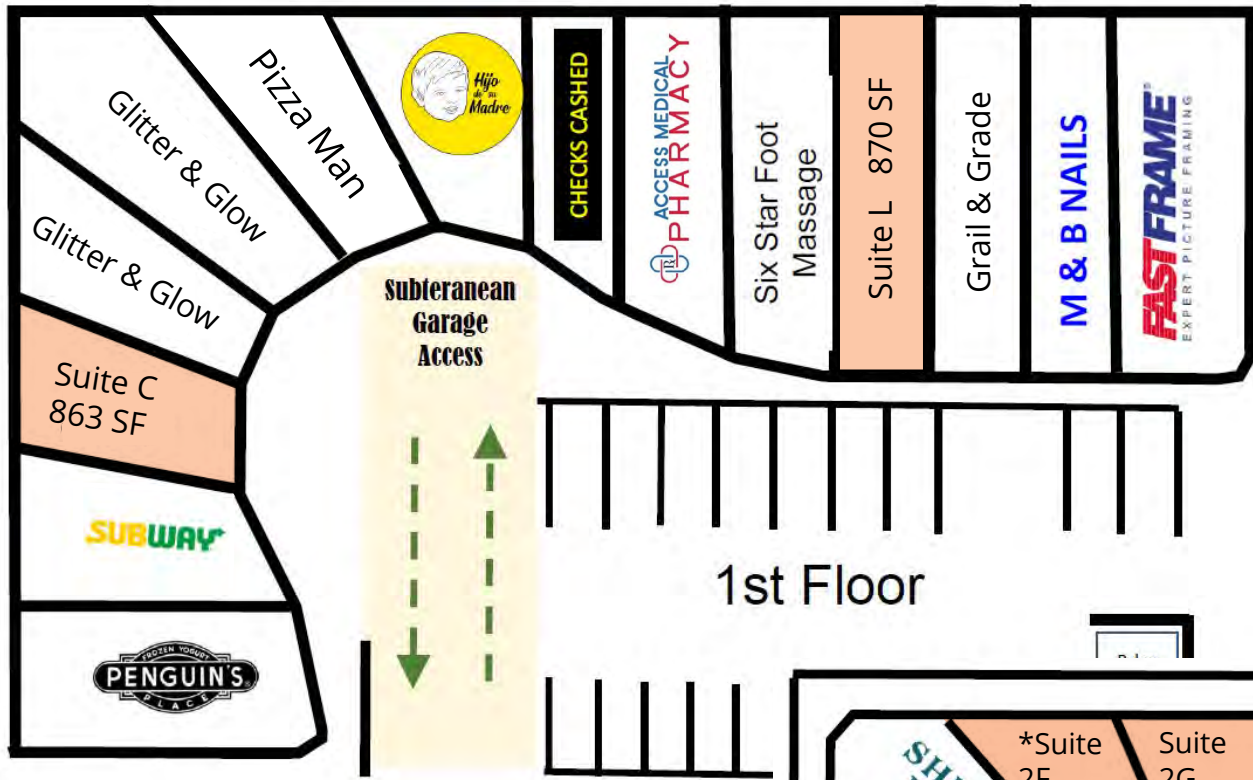 Glitter & Glow
Glitter & Glow
Pizza Man
Hijo
de su
Madre
CHECKS CASHED
ACCESS MEDICAL
PHARMACY
Six Star Foot
Massage
Suite L 870 SF
Grail & Grade
M & B NAILS
FASTFRAME®
EXPERT PICTURE FRAMING
Subteranean
Garage
Access
Suite C
863 SF
SUBWAY
FROZEN YOGURT
PENGUIN'S
PLACE
1st Floor
*Suite
2F
Suite
2G